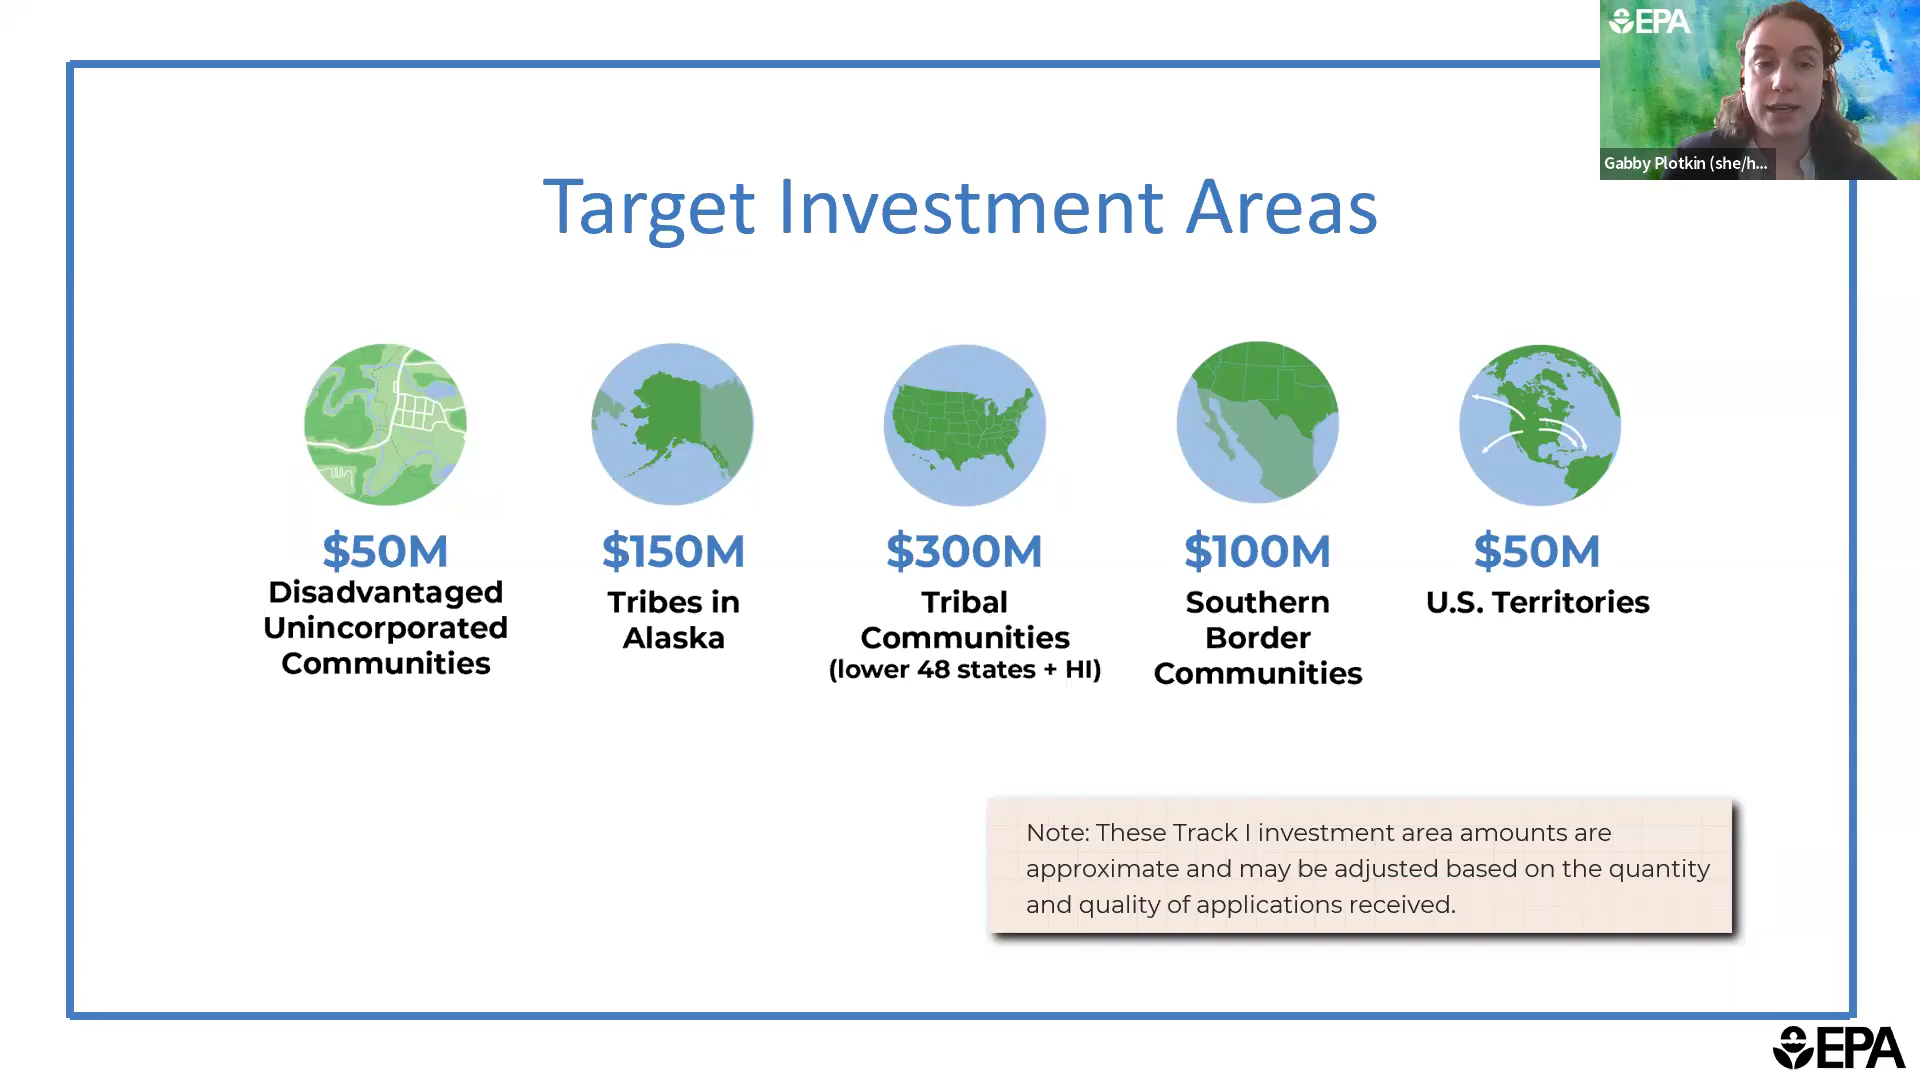 EPA
Gabby Plotkin (she/h...
Target Investment Areas
$50M
Disadvantaged
Unincorporated
Communities
$150M
Tribes in
Alaska
$300M
Tribal
Communities
(lower 48 states + HI)
$100M
Southern
Border
Communities
$50M
U.S. Territories
Note: These Track I investment area amounts are
approximate and may be adjusted based on the quantity
and quality of applications received.
EPA